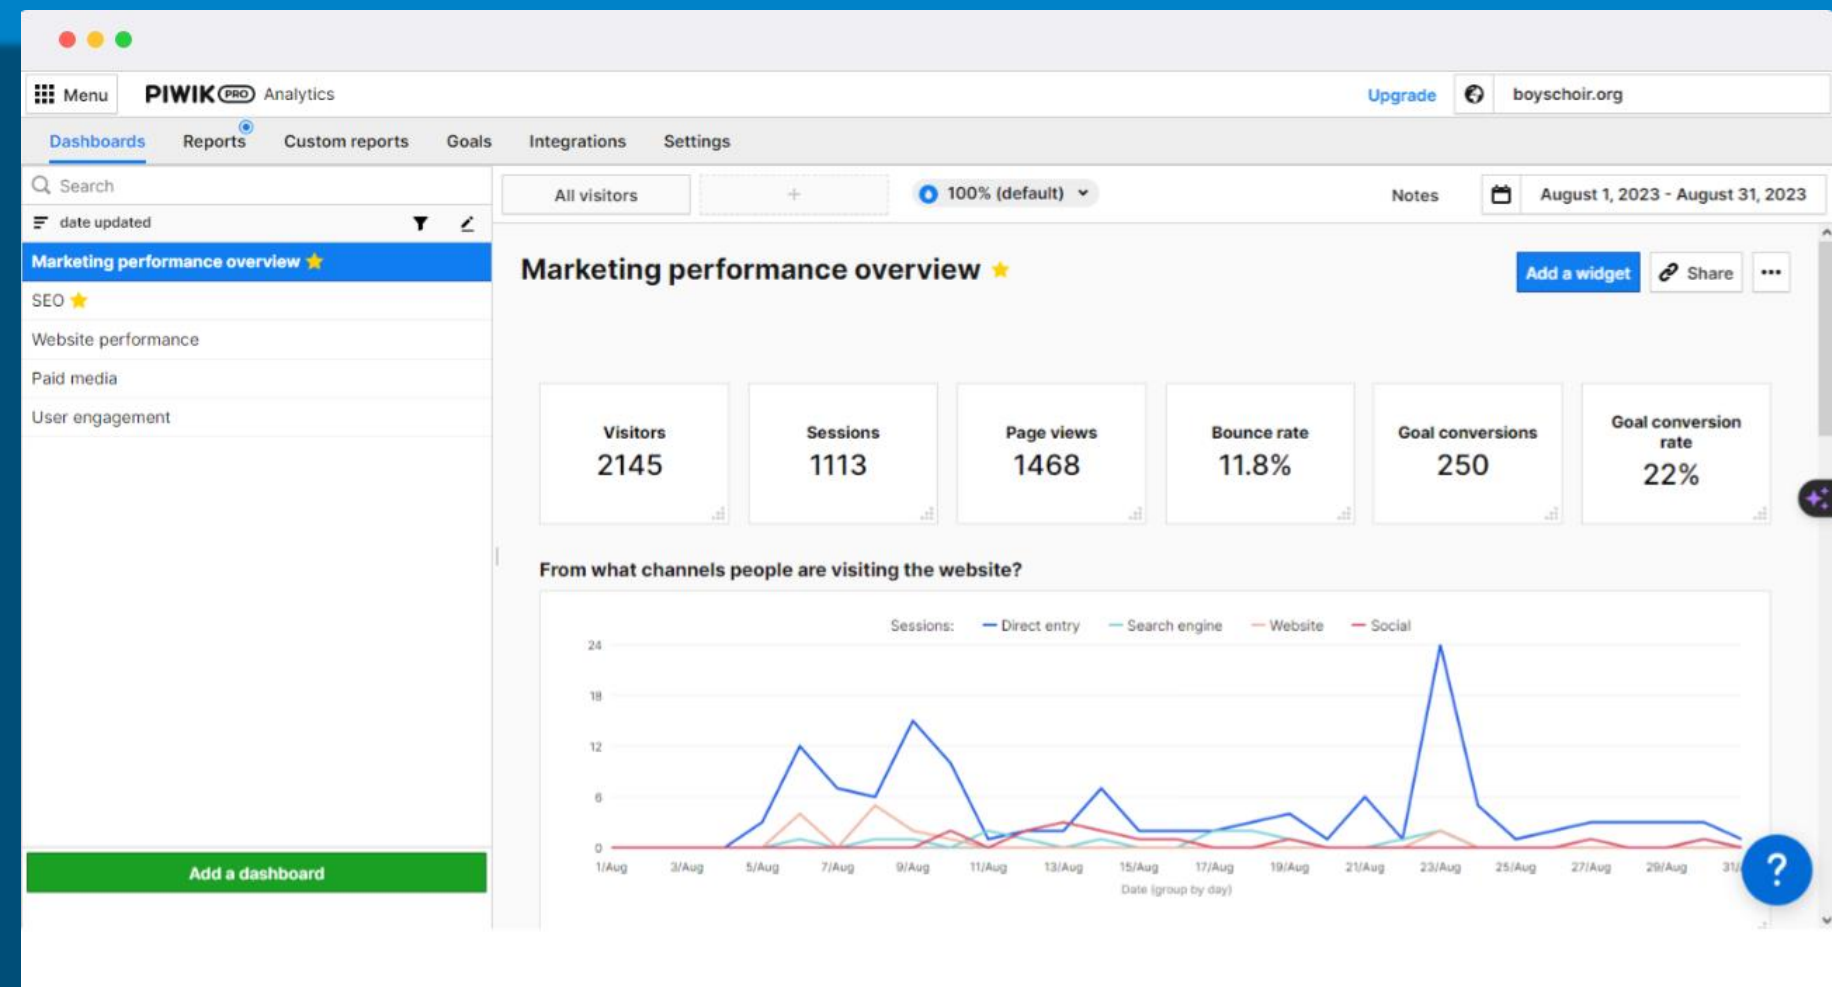 Menu PIWIK PRO Analytics Upgrade boyschoir.org
Dashboards Reports Custom reports Goals Integrations Settings
Search
date updated
Marketing performance overview
SEO
Website performance
Paid media
User engagement
Add a dashboard
All visitors + 100% (default) Notes August 1, 2023 - August 31, 2023
Marketing performance overview
Add a widget Share
Visitors
2145
Sessions
1113
Page views
1468
Bounce rate
11.8%
Goal conversions
250
Goal conversion
rate
22%
From what channels people are visiting the website?
Sessions: Direct entry Search engine Website Social
24
18
12
6
0
1/Aug 3/Aug 5/Aug 7/Aug 9/Aug 11/Aug 13/Aug 15/Aug 17/Aug 19/Aug 21/Aug 23/Aug 25/Aug 27/Aug 29/Aug 31/
Date (group by day)
?